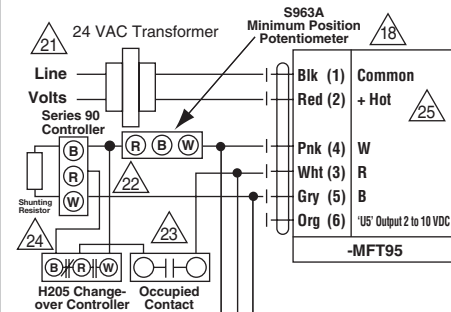 S963A
Minimum Position
Potentiometer
21
24 VAC Transformer
18
Line
Volts
Blk (1) Common
Red (2) + Hot
25
Series 90
Controller
B
R
W
R B W
22
Pnk (4) W
Wht (3) R
Gry (5) B
Org (6) 'U5' Output 2 to 10 VDC
Shunting
Resistor
24
23
-MFT95
B R W
H205 Change-
over Controller
Occupied
Contact